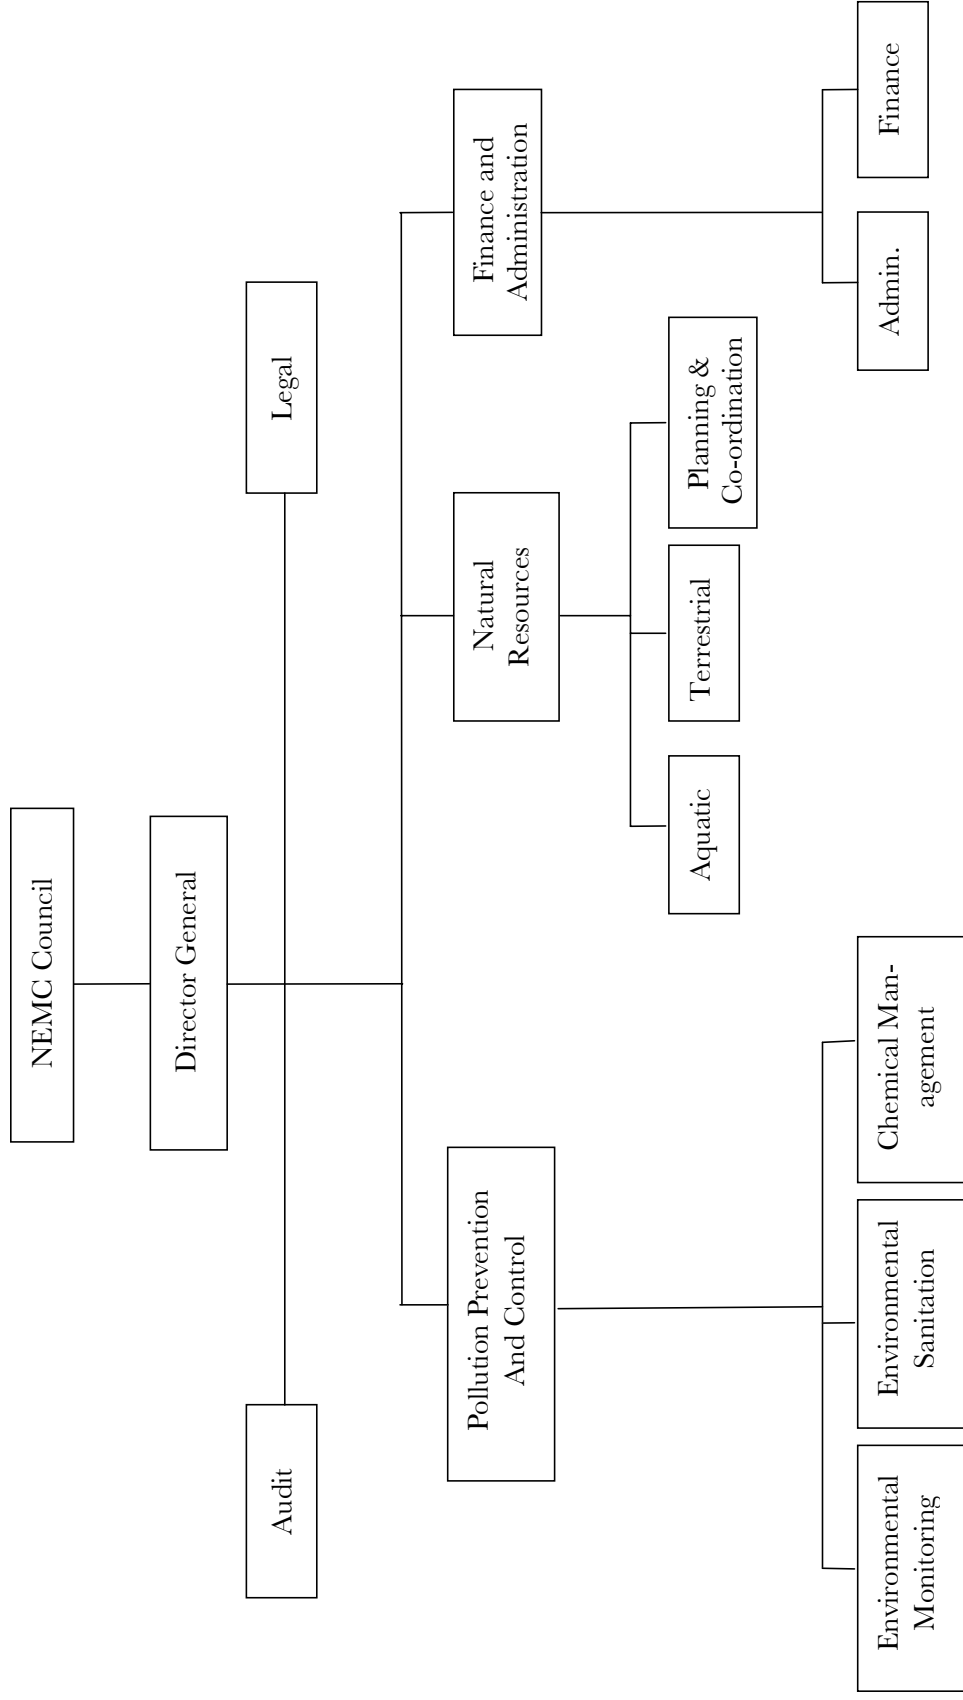 NEMC Council
Director General
Audit
Legal
Pollution Prevention
And Control
Natural
Resources
Finance and
Administration
Aquatic
Terrestrial
Planning &
Co-ordination
Environmental
Monitoring
Environmental
Sanitation
Chemical Man-
agement
Admin.
Finance